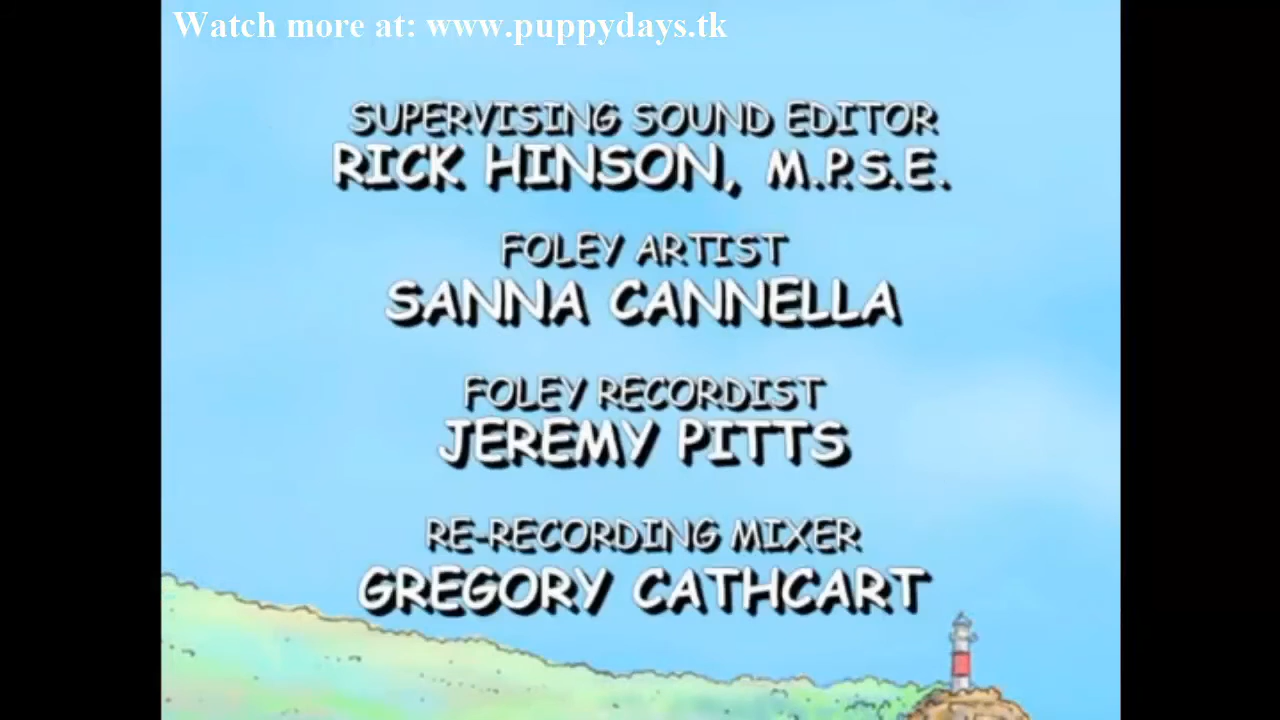 Watch more at: www.puppydays.tk
SUPERVISING SOUND EDITOR
RICK HINSON, M.P.S.E.
FOLEY ARTIST
SANNA CANNELLA
FOLEY RECORDIST
JEREMY PITTS
RE-RECORDING MIXER
GREGORY CATHCART